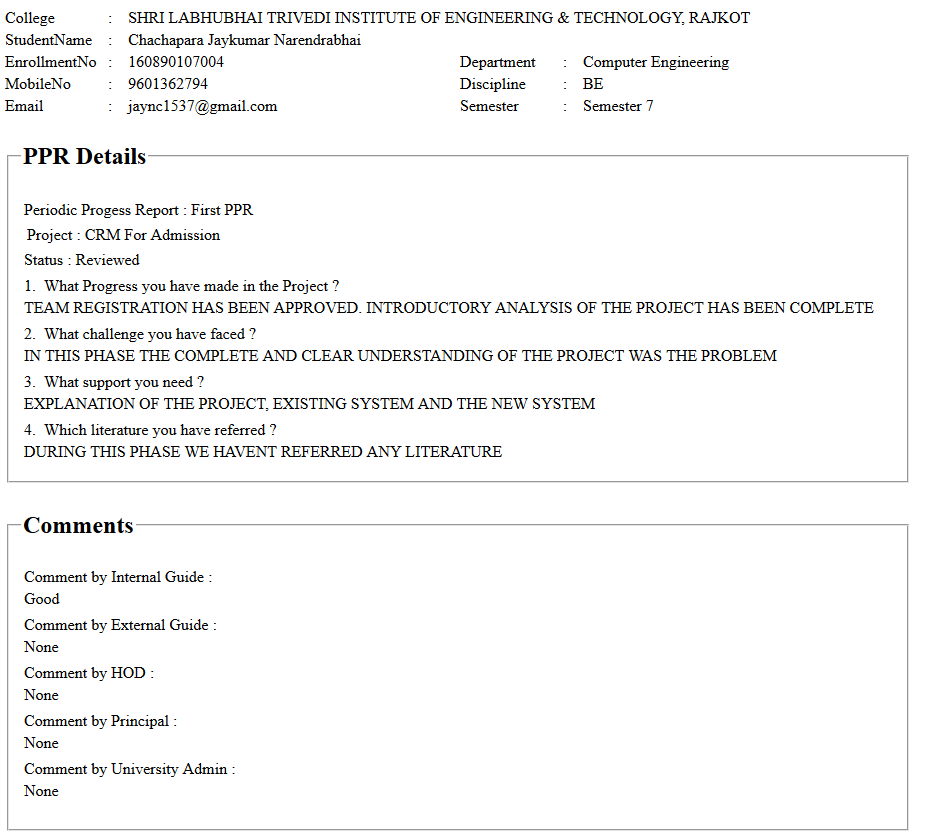 College : SHRI LABHUBHAI TRIVEDI INSTITUTE OF ENGINEERING & TECHNOLOGY, RAJKOT
StudentName : Chachapara Jaykumar Narendrabhai
EnrollmentNo : 160890107004 Department : Computer Engineering
MobileNo : 9601362794 Discipline : BE
Email : jaync1537@gmail.com Semester : Semester 7
PPR Details
Periodic Progess Report : First PPR
Project : CRM For Admission
Status : Reviewed
1. What Progress you have made in the Project ?
TEAM REGISTRATION HAS BEEN APPROVED. INTRODUCTORY ANALYSIS OF THE PROJECT HAS BEEN COMPLETE
2. What challenge you have faced ?
IN THIS PHASE THE COMPLETE AND CLEAR UNDERSTANDING OF THE PROJECT WAS THE PROBLEM
3. What support you need ?
EXPLANATION OF THE PROJECT, EXISTING SYSTEM AND THE NEW SYSTEM
4. Which literature you have referred ?
DURING THIS PHASE WE HAVENT REFERRED ANY LITERATURE
Comments
Comment by Internal Guide :
Good
Comment by External Guide :
None
Comment by HOD :
None
Comment by Principal :
None
Comment by University Admin :
None